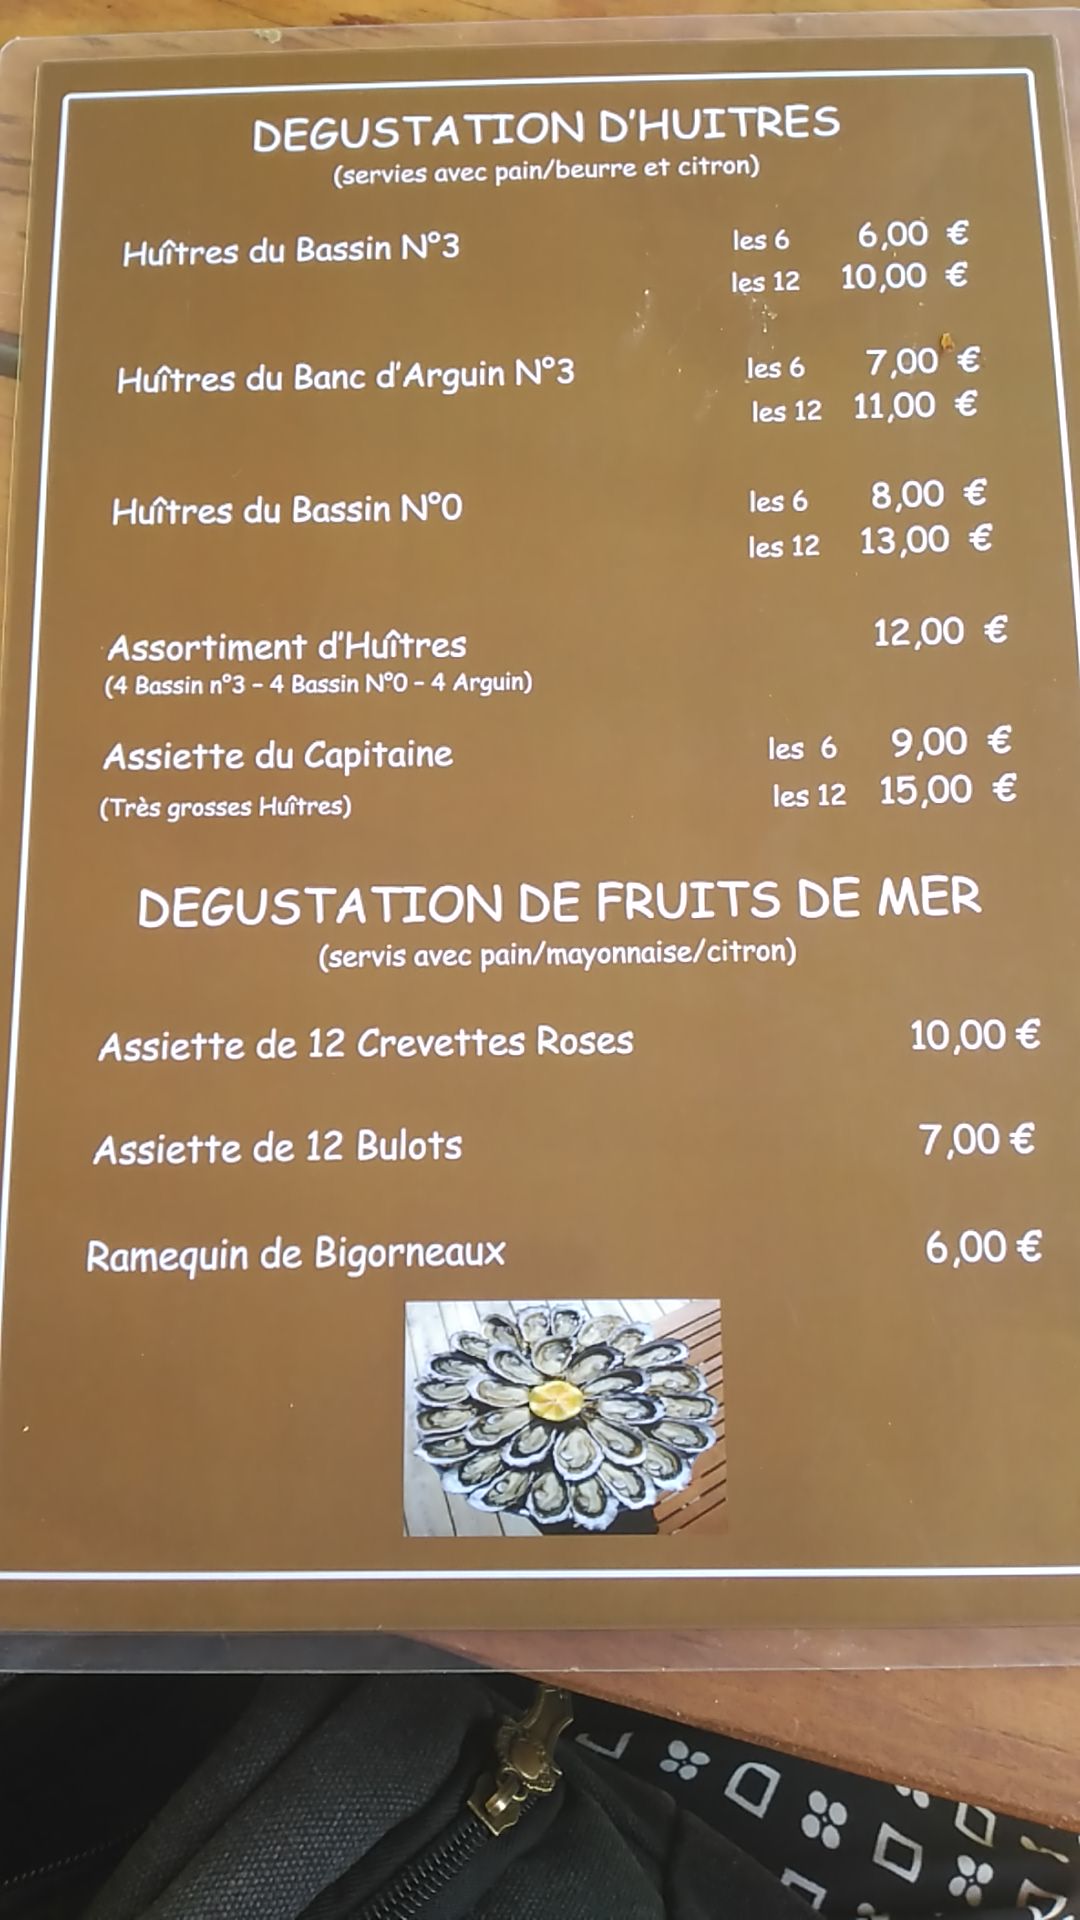 DEGUSTATION D'HUITRES
(servies avec pain/beurre et citron)
Huîtres du Bassin N°3 les 6 6,00 €
les 12 10,00 €
Huîtres du Banc d'Arguin N°3 les 6 7,00 €
les 12 11,00 €
Huîtres du Bassin N°0 les 6 8,00 €
les 12 13,00 €
Assortiment d'Huîtres 12,00 €
(4 Bassin n°3 – 4 Bassin N°0 – 4 Arguin)
Assiette du Capitaine les 6 9,00 €
(Très grosses Huîtres) les 12 15,00 €
DEGUSTATION DE FRUITS DE MER
(servis avec pain/mayonnaise/citron)
Assiette de 12 Crevettes Roses 10,00 €
Assiette de 12 Bulots 7,00 €
Ramequin de Bigorneaux 6,00 €